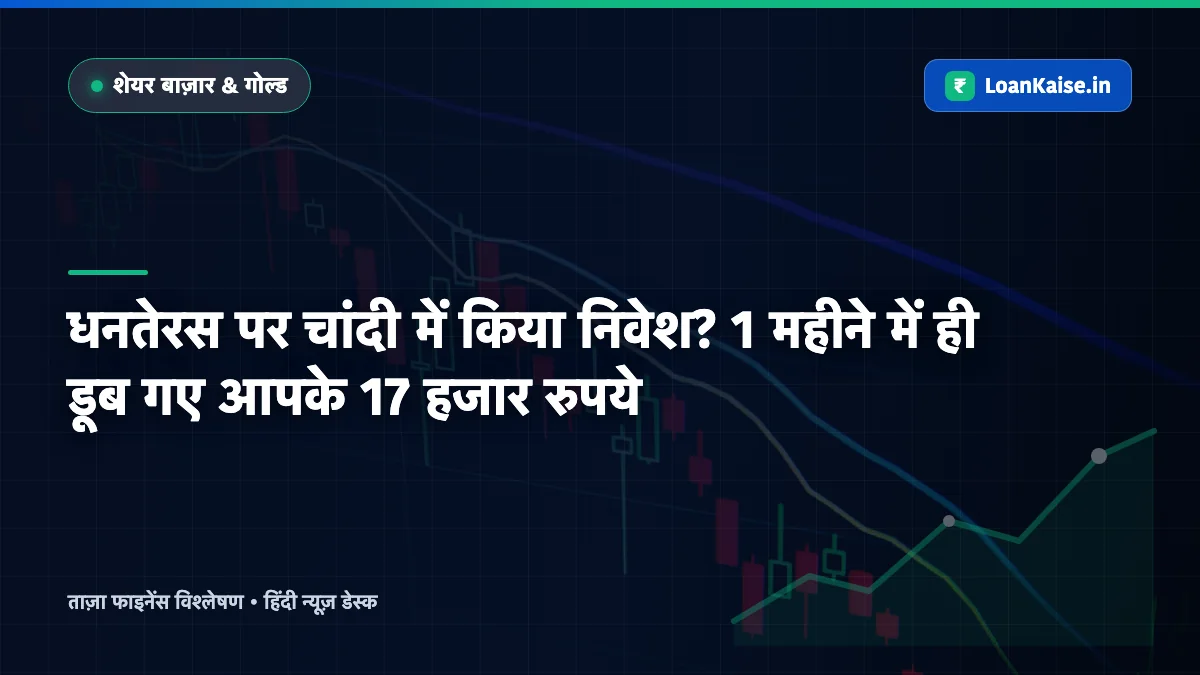 शेयर बाज़ार & गोल्ड
₹ LoanKaise.in
धनतेरस पर चांदी में किया निवेश? 1 महीने में ही
डूब गए आपके 17 हजार रुपये
ताज़ा फाइनेंस विश्लेषण • हिंदी न्यूज़ डेस्क